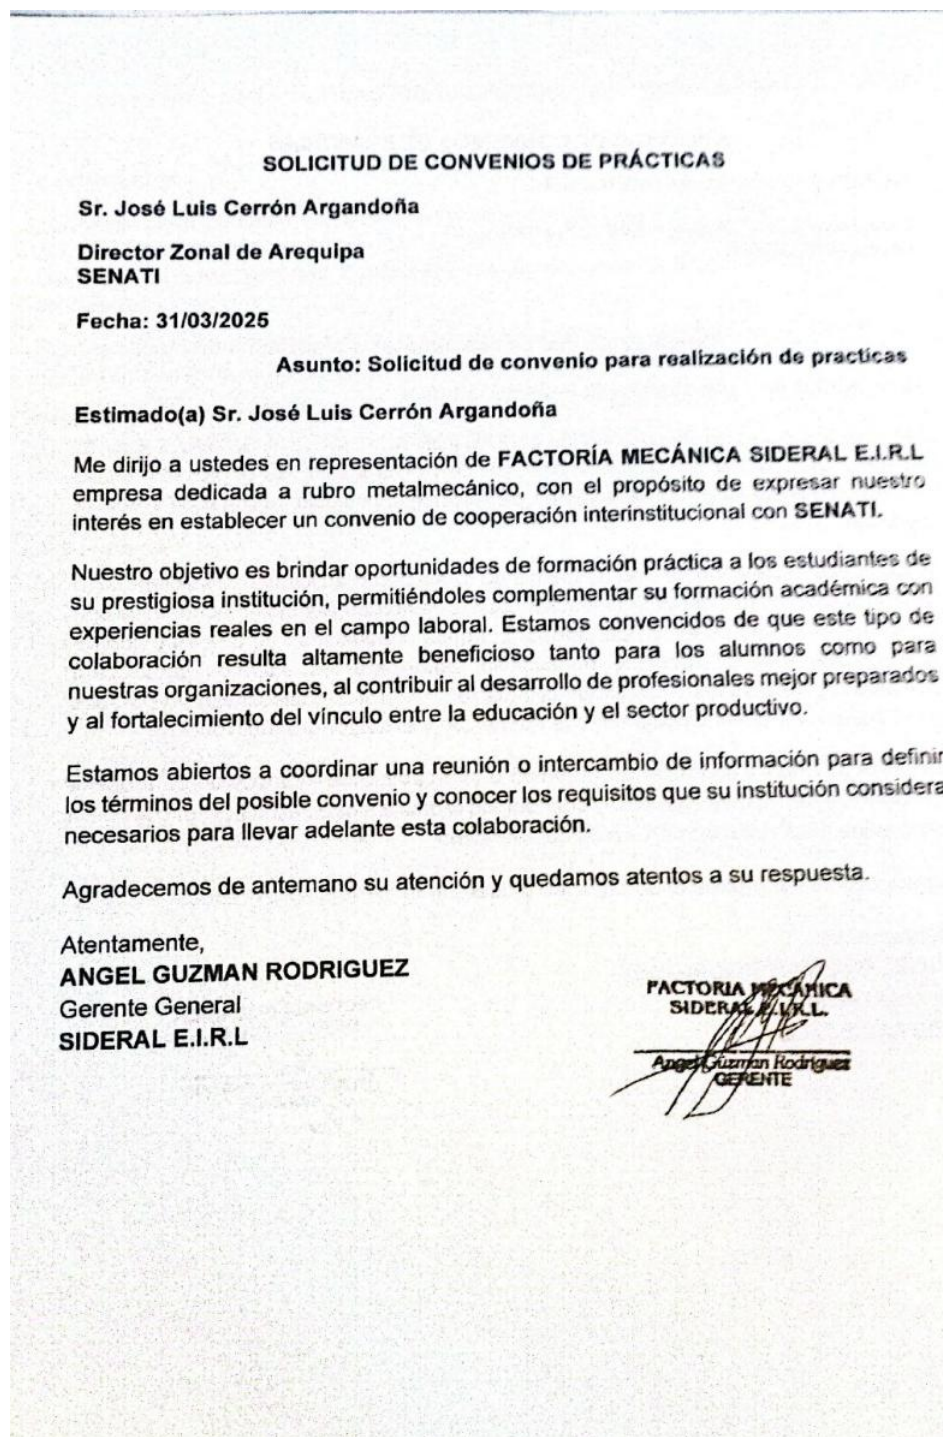 SOLICITUD DE CONVENIOS DE PRÁCTICAS
Sr. José Luis Cerrón Argandoña
Director Zonal de Arequipa
SENATI
Fecha: 31/03/2025
Asunto: Solicitud de convenio para realización de practicas
Estimado(a) Sr. José Luis Cerrón Argandoña
Me dirijo a ustedes en representación de FACTORÍA MECÁNICA SIDERAL E.I.R.L
empresa dedicada a rubro metalmecánico, con el propósito de expresar nuestro
interés en establecer un convenio de cooperación interinstitucional con SENATI.
Nuestro objetivo es brindar oportunidades de formación práctica a los estudiantes de
su prestigiosa institución, permitiéndoles complementar su formación académica con
experiencias reales en el campo laboral. Estamos convencidos de que este tipo de
colaboración resulta altamente beneficioso tanto para los alumnos como para
nuestras organizaciones, al contribuir al desarrollo de profesionales mejor preparados
y al fortalecimiento del vínculo entre la educación y el sector productivo.
Estamos abiertos a coordinar una reunión o intercambio de información para definir
los términos del posible convenio y conocer los requisitos que su institución considera
necesarios para llevar adelante esta colaboración.
Agradecemos de antemano su atención y quedamos atentos a su respuesta.
Atentamente,
ANGEL GUZMAN RODRIGUEZ
Gerente General
SIDERAL E.I.R.L
FACTORIA MECANICA
SIDERAL E.I.R.L.
Angel Guzman Rodriguez
GERENTE